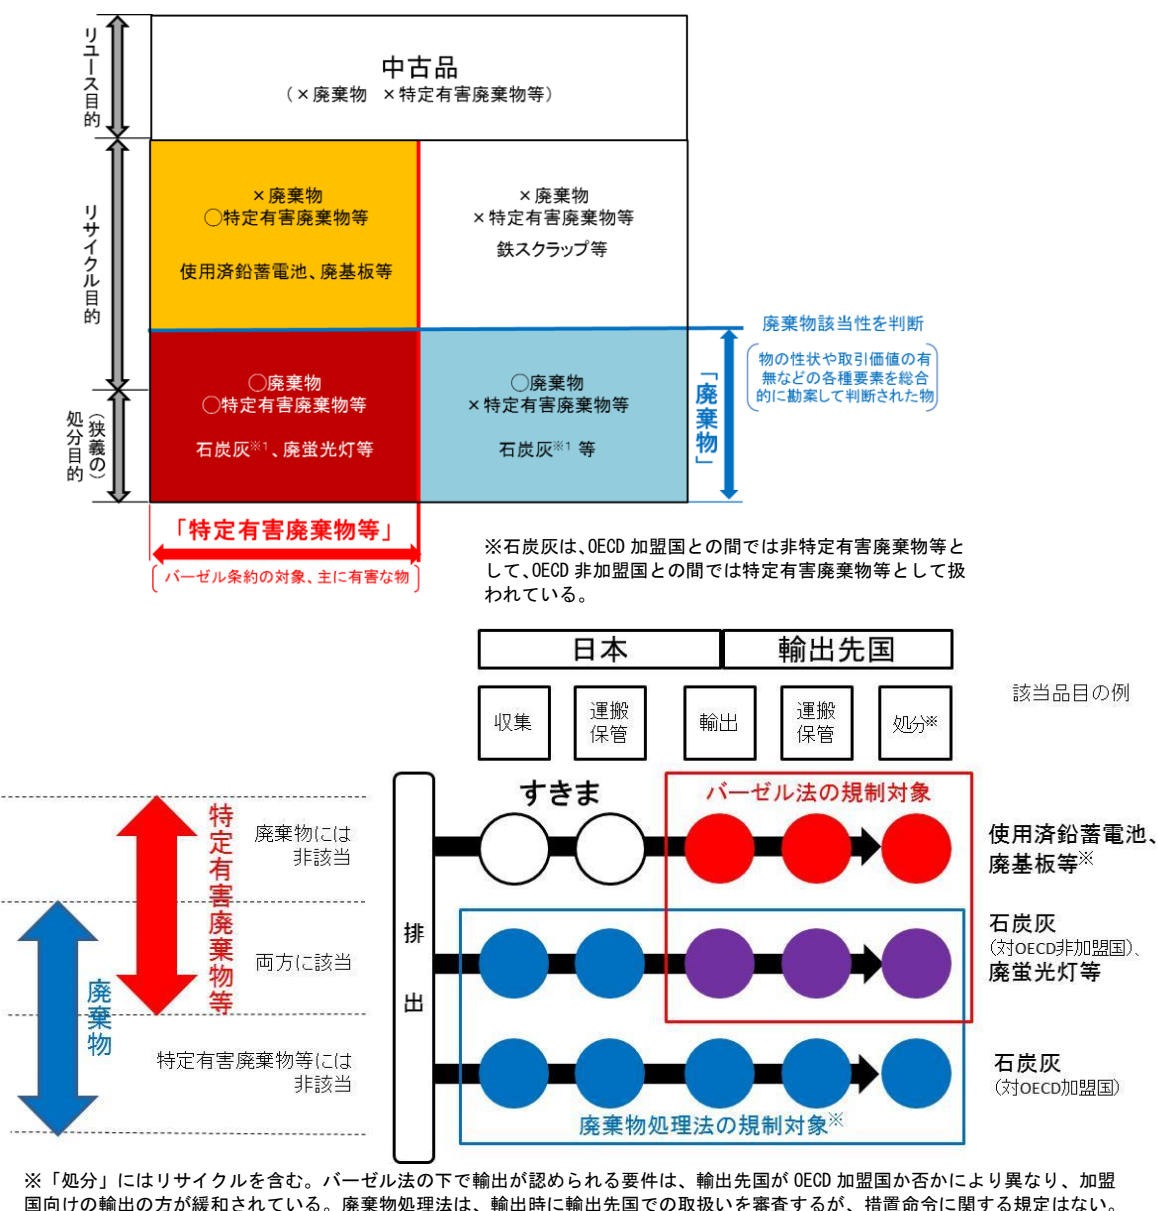 リユース目的
中古品
（×廃棄物　×特定有害廃棄物等）
リサイクル目的
×廃棄物
○特定有害廃棄物等
使用済鉛蓄電池、廃基板等
×廃棄物
×特定有害廃棄物等
鉄スクラップ等
廃棄物該当性を判断
物の性状や取引価値の有
無などの各種要素を総合
的に勘案して判断された物
「廃棄物」
（狭義の）
処分目的
○廃棄物
○特定有害廃棄物等
石炭灰※1、廃蛍光灯等
○廃棄物
×特定有害廃棄物等
石炭灰※1 等
「特定有害廃棄物等」
バーゼル条約の対象、主に有害な物
※石炭灰は、OECD 加盟国との間では非特定有害廃棄物等と
して、OECD 非加盟国との間では特定有害廃棄物等として扱
われている。
日本
輸出先国
収集
運搬
保管
輸出
運搬
保管
処分※
該当品目の例
すきま
バーゼル法の規制対象
特定有害廃棄物等
廃棄物には
非該当
使用済鉛蓄電池、
廃基板等※
排出
両方に該当
石炭灰
（対OECD非加盟国）、
廃蛍光灯等
廃棄物
特定有害廃棄物等には
非該当
石炭灰
（対OECD加盟国）
廃棄物処理法の規制対象※
※「処分」にはリサイクルを含む。バーゼル法の下で輸出が認められる要件は、輸出先国が OECD 加盟国か否かにより異なり、加盟
国向けの輸出の方が緩和されている。廃棄物処理法は、輸出時に輸出先国での取扱いを審査するが、措置命令に関する規定はない。